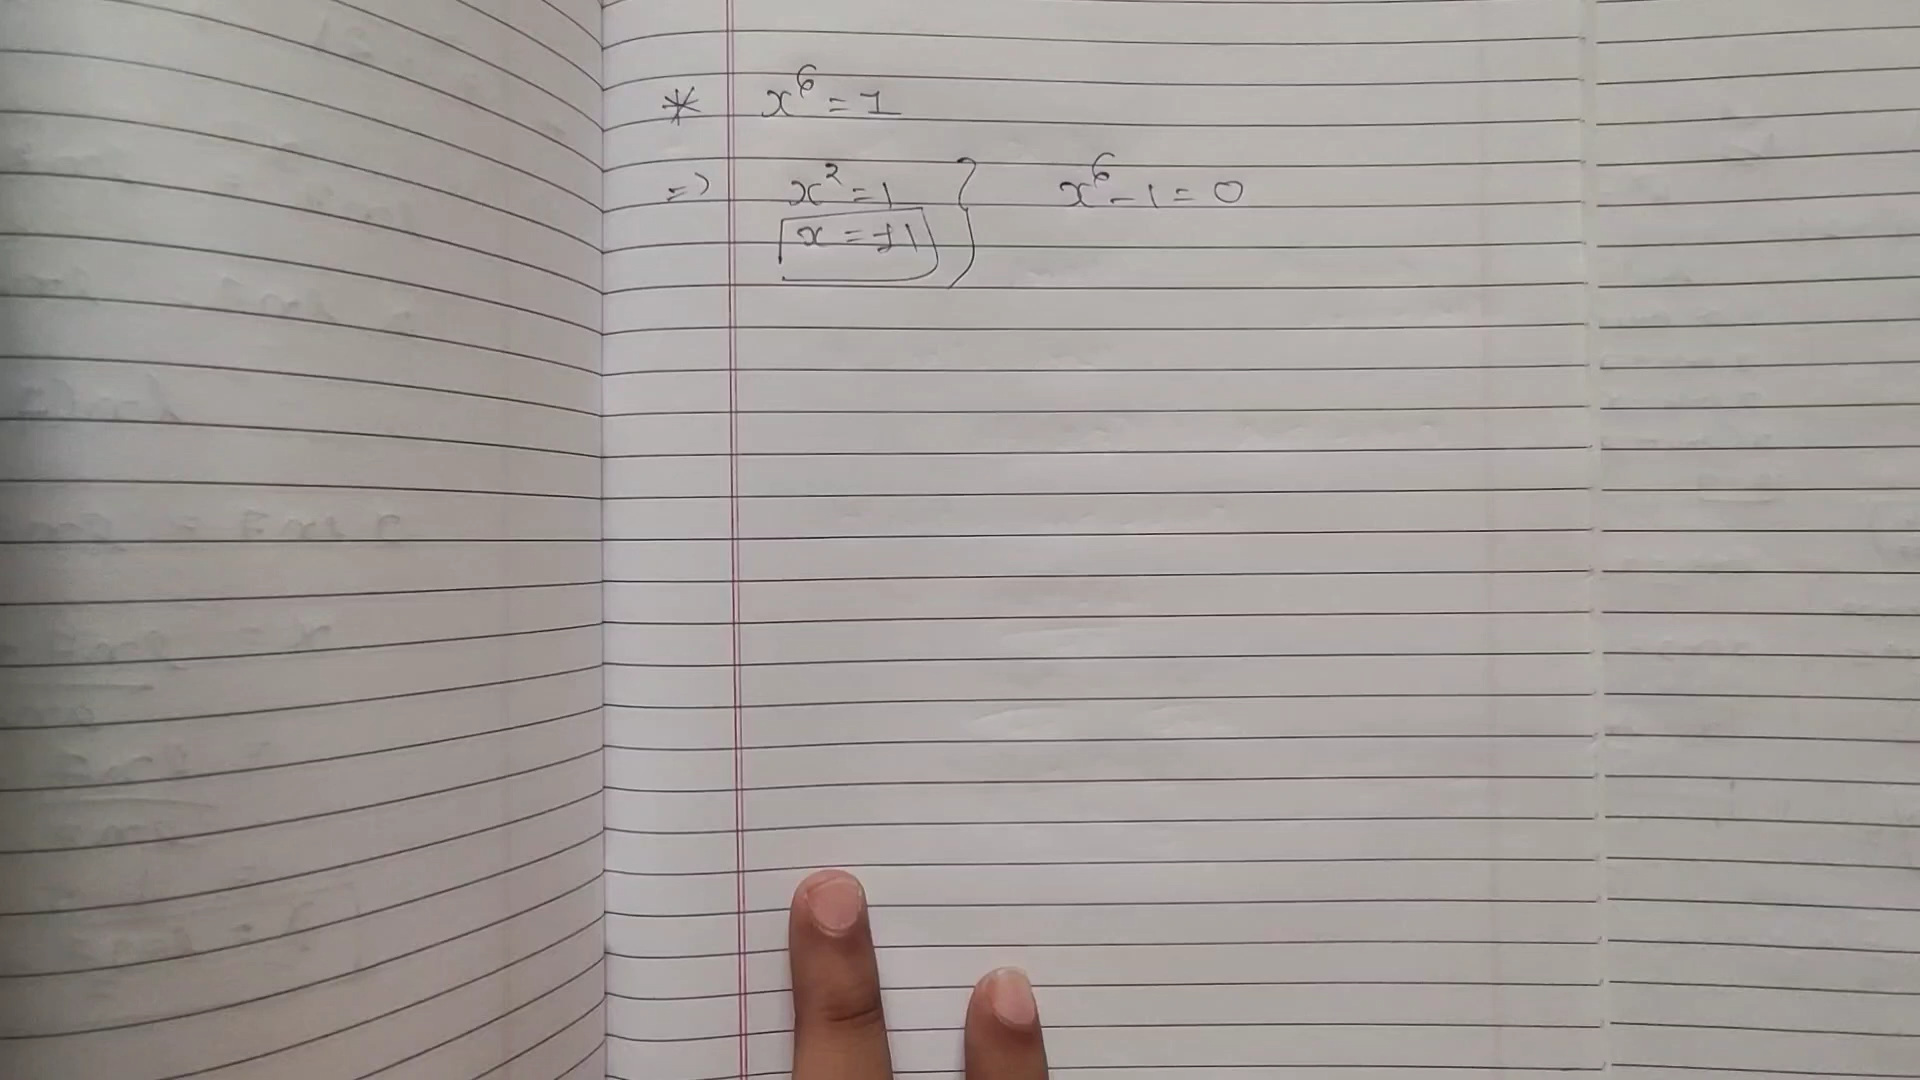 * x⁶ = 1
=> x² = 1 } x⁶ - 1 = 0
x = ±1